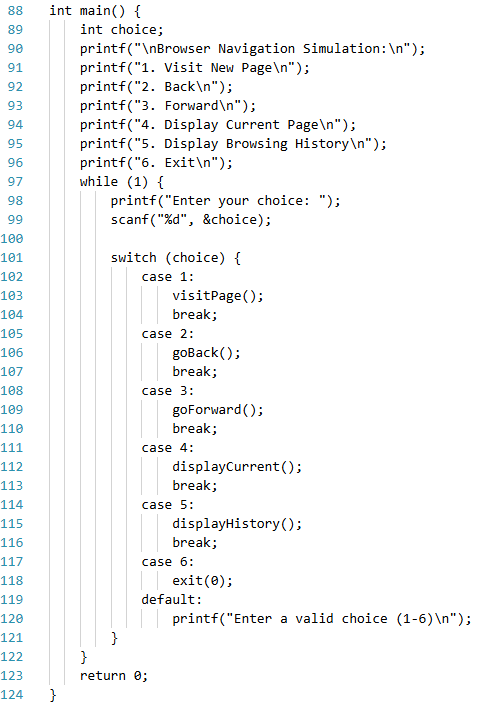 88 int main() {
89     int choice;
90     printf("\nBrowser Navigation Simulation:\n");
91     printf("1. Visit New Page\n");
92     printf("2. Back\n");
93     printf("3. Forward\n");
94     printf("4. Display Current Page\n");
95     printf("5. Display Browsing History\n");
96     printf("6. Exit\n");
97     while (1) {
98         printf("Enter your choice: ");
99         scanf("%d", &choice);
100
101         switch (choice) {
102             case 1:
103                 visitPage();
104                 break;
105             case 2:
106                 goBack();
107                 break;
108             case 3:
109                 goForward();
110                 break;
111             case 4:
112                 displayCurrent();
113                 break;
114             case 5:
115                 displayHistory();
116                 break;
117             case 6:
118                 exit(0);
119             default:
120                 printf("Enter a valid choice (1-6)\n");
121         }
122     }
123     return 0;
124 }